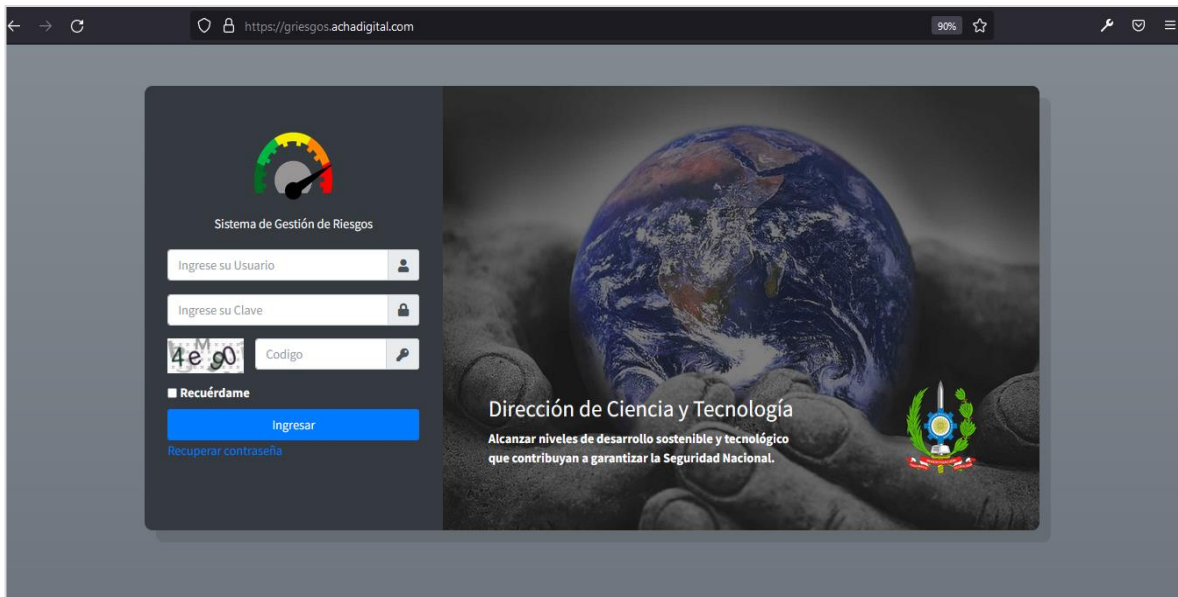 https://griesgos.achadigital.com
90%
Sistema de Gestión de Riesgos
Ingrese su Usuario
Ingrese su Clave
Codigo
Recuérdame
Ingresar
Recuperar contraseña
Dirección de Ciencia y Tecnología
Alcanzar niveles de desarrollo sostenible y tecnológico
que contribuyan a garantizar la Seguridad Nacional.